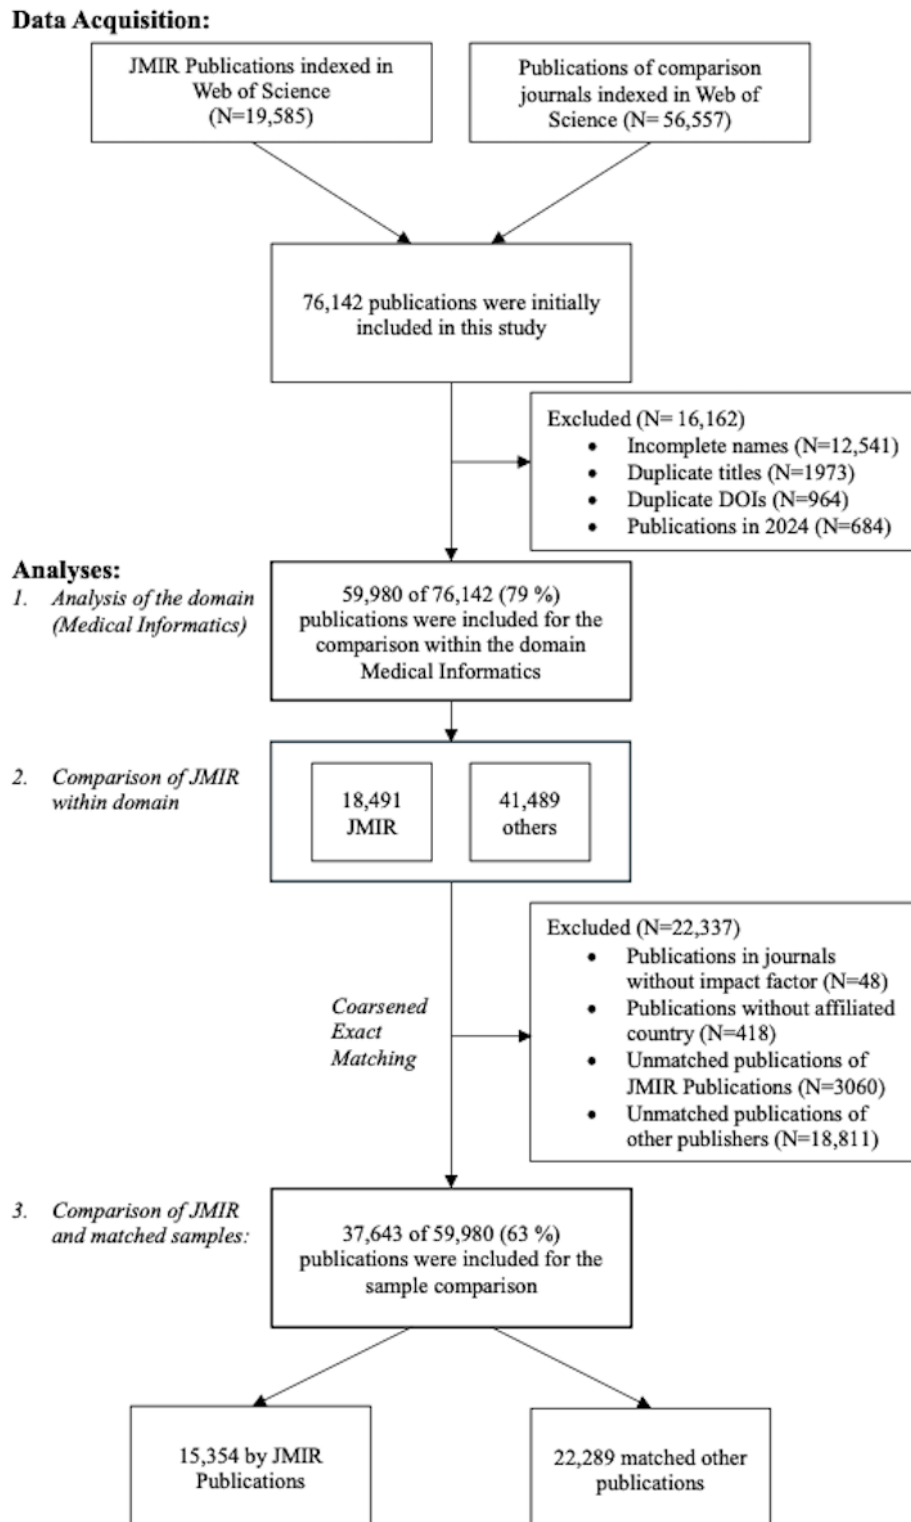 Data Acquisition:
JMIR Publications indexed in
Web of Science
(N=19,585)
Publications of comparison
journals indexed in Web of
Science (N= 56,557)
76,142 publications were initially
included in this study
Excluded (N= 16,162)
• Incomplete names (N=12,541)
• Duplicate titles (N=1973)
• Duplicate DOIs (N=964)
• Publications in 2024 (N=684)
Analyses:
1. Analysis of the domain
(Medical Informatics)
59,980 of 76,142 (79 %)
publications were included for the
comparison within the domain
Medical Informatics
2. Comparison of JMIR
within domain
18,491
JMIR
41,489
others
Excluded (N=22,337)
• Publications in journals
without impact factor (N=48)
• Publications without affiliated
country (N=418)
• Unmatched publications of
JMIR Publications (N=3060)
• Unmatched publications of
other publishers (N=18,811)
Coarsened
Exact
Matching
3. Comparison of JMIR
and matched samples:
37,643 of 59,980 (63 %)
publications were included for the
sample comparison
15,354 by JMIR
Publications
22,289 matched other
publications